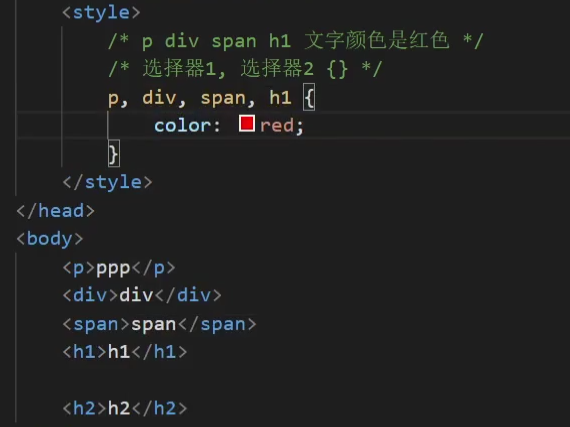 <style>
/* p div span h1 文字颜色是红色 */
/* 选择器1, 选择器2 {} */
p, div, span, h1 {
color: red;
}
</style>
</head>
<body>
<p>ppp</p>
<div>div</div>
<span>span</span>
<h1>h1</h1>
<h2>h2</h2>